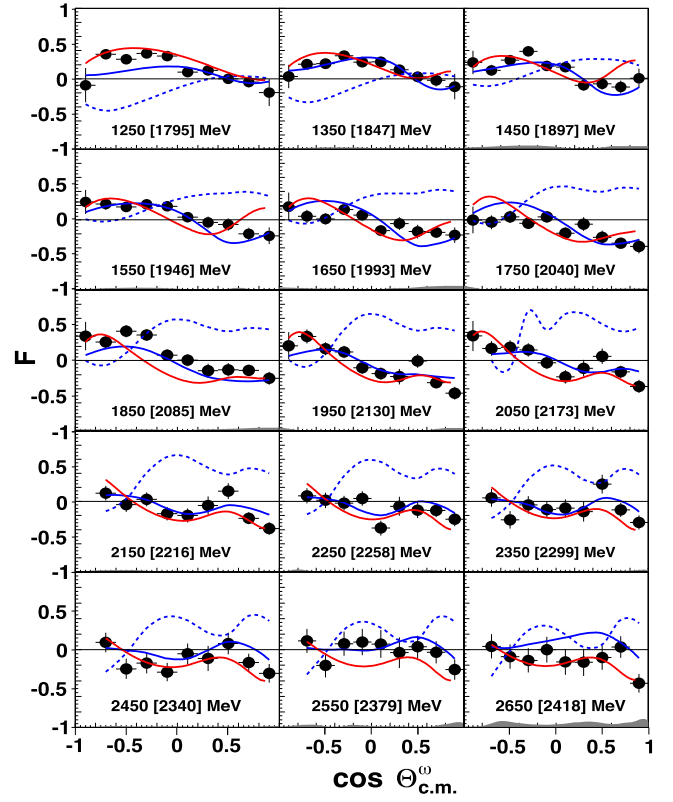 1
0.5
0
-0.5
-1
1250 [1795] MeV
1350 [1847] MeV
1450 [1897] MeV
0.5
0
-0.5
-1
1550 [1946] MeV
1650 [1993] MeV
1750 [2040] MeV
F
0.5
0
-0.5
-1
1850 [2085] MeV
1950 [2130] MeV
2050 [2173] MeV
0.5
0
-0.5
-1
2150 [2216] MeV
2250 [2258] MeV
2350 [2299] MeV
0.5
0
-0.5
-1
2450 [2340] MeV
2550 [2379] MeV
2650 [2418] MeV
-1 -0.5 0 0.5 -0.5 0 0.5 -0.5 0 0.5 1
cos Θ^ω_c.m.